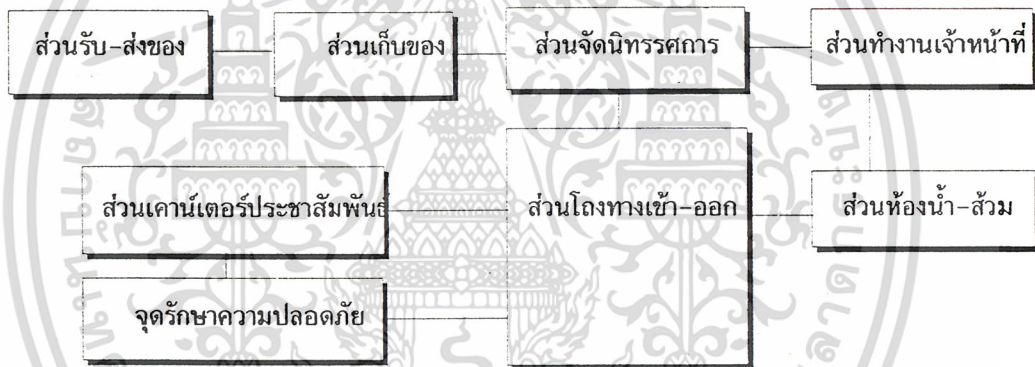 ส่วนรับ-ส่งของ
ส่วนเก็บของ
ส่วนจัดนิทรรศการ
ส่วนทำงานเจ้าหน้าที่
ส่วนเคาน์เตอร์ประชาสัมพันธ์
ส่วนโถงทางเข้า-ออก
ส่วนห้องน้ำ-ส้วม
จุดรักษาความปลอดภัย